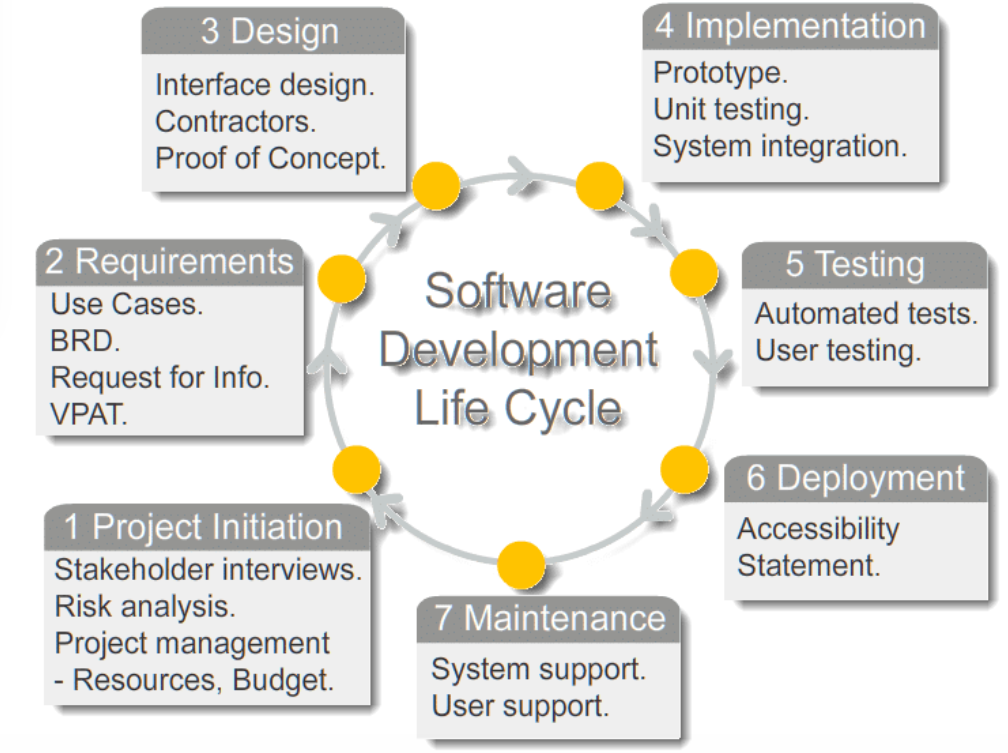 3 Design
Interface design.
Contractors.
Proof of Concept.
4 Implementation
Prototype.
Unit testing.
System integration.
2 Requirements
Use Cases.
BRD.
Request for Info.
VPAT.
Software
Development
Life Cycle
5 Testing
Automated tests.
User testing.
1 Project Initiation
Stakeholder interviews.
Risk analysis.
Project management
- Resources, Budget.
6 Deployment
Accessibility
Statement.
7 Maintenance
System support.
User support.